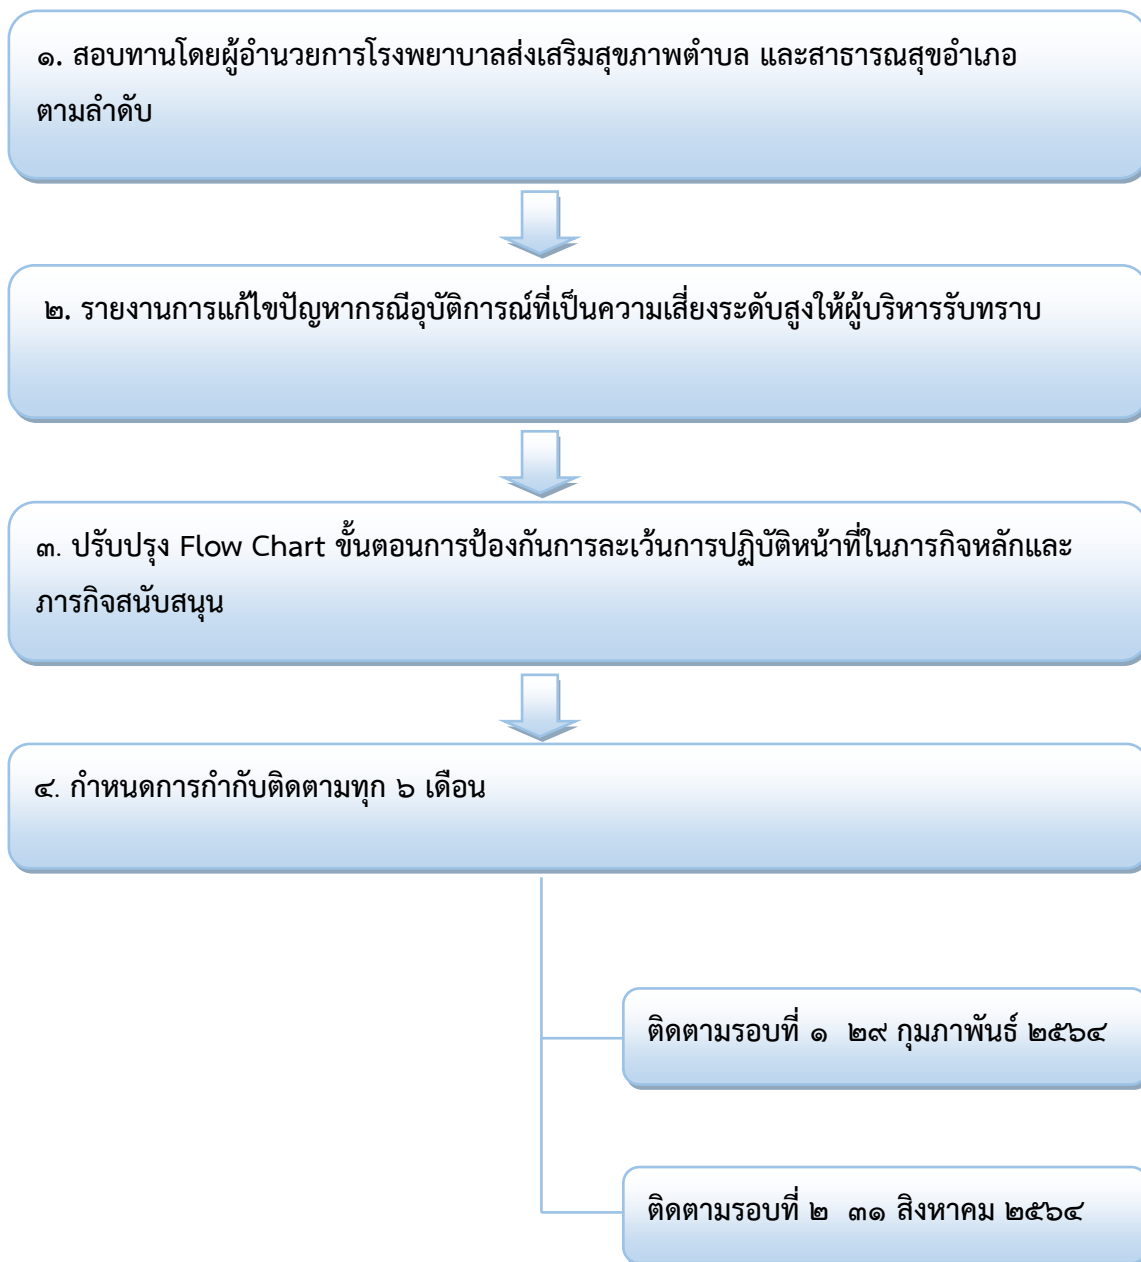 ๑. สอบทานโดยผู้อำนวยการโรงพยาบาลส่งเสริมสุขภาพตำบล และสาธารณสุขอำเภอ
ตามลำดับ
๒. รายงานการแก้ไขปัญหากรณีอุบัติการณ์ที่เป็นความเสี่ยงระดับสูงให้ผู้บริหารรับทราบ
๓. ปรับปรุง Flow Chart ขั้นตอนการป้องกันการละเว้นการปฏิบัติหน้าที่ในภารกิจหลักและ
ภารกิจสนับสนุน
๔. กำหนดการกำกับติดตามทุก ๖ เดือน
ติดตามรอบที่ ๑ ๒๙ กุมภาพันธ์ ๒๕๖๔
ติดตามรอบที่ ๒ ๓๑ สิงหาคม ๒๕๖๔